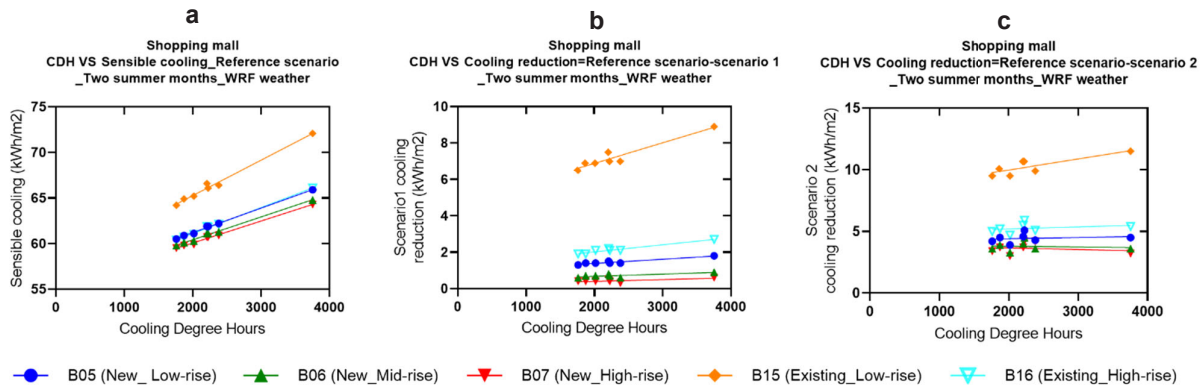 a
Shopping mall
CDH VS Sensible cooling_Reference scenario
_Two summer months_WRF weather
Sensible cooling (kWh/m2)
75
70
65
60
55
0 1000 2000 3000 4000
Cooling Degree Hours
b
Shopping mall
CDH VS Cooling reduction=Reference scenario-scenario 1
_Two summer months_WRF weather
Scenario1 cooling
reduction (kWh/m2)
10
8
6
4
2
0
0 1000 2000 3000 4000
Cooling Degree Hours
c
Shopping mall
CDH VS Cooling reduction=Reference scenario-scenario 2
_Two summer months_WRF weather
Scenario 2
cooling reduction (kWh/m2)
15
10
5
0
0 1000 2000 3000 4000
Cooling Degree Hours
B05 (New_ Low-rise) B06 (New_Mid-rise) B07 (New_High-rise) B15 (Existing_Low-rise) B16 (Existing_High-rise)